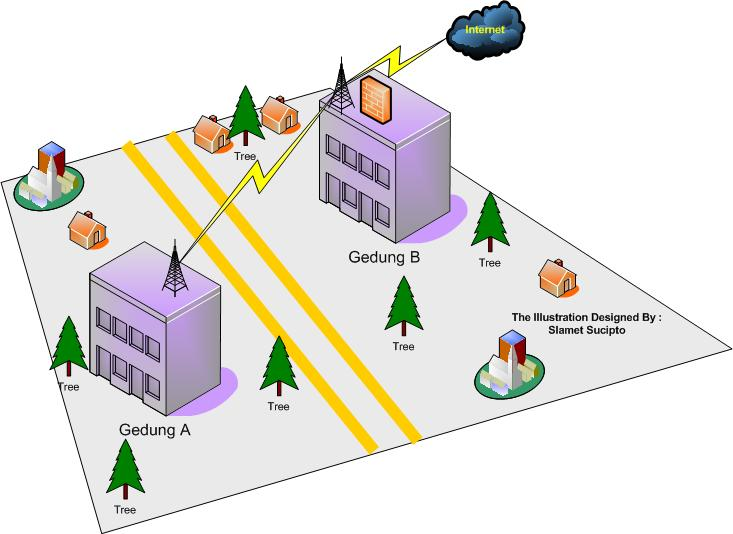 Internet
Tree
Gedung B
Tree
The Illustration Designed By :
Slamet Sucipto
Tree
Tree
Tree
Gedung A
Tree